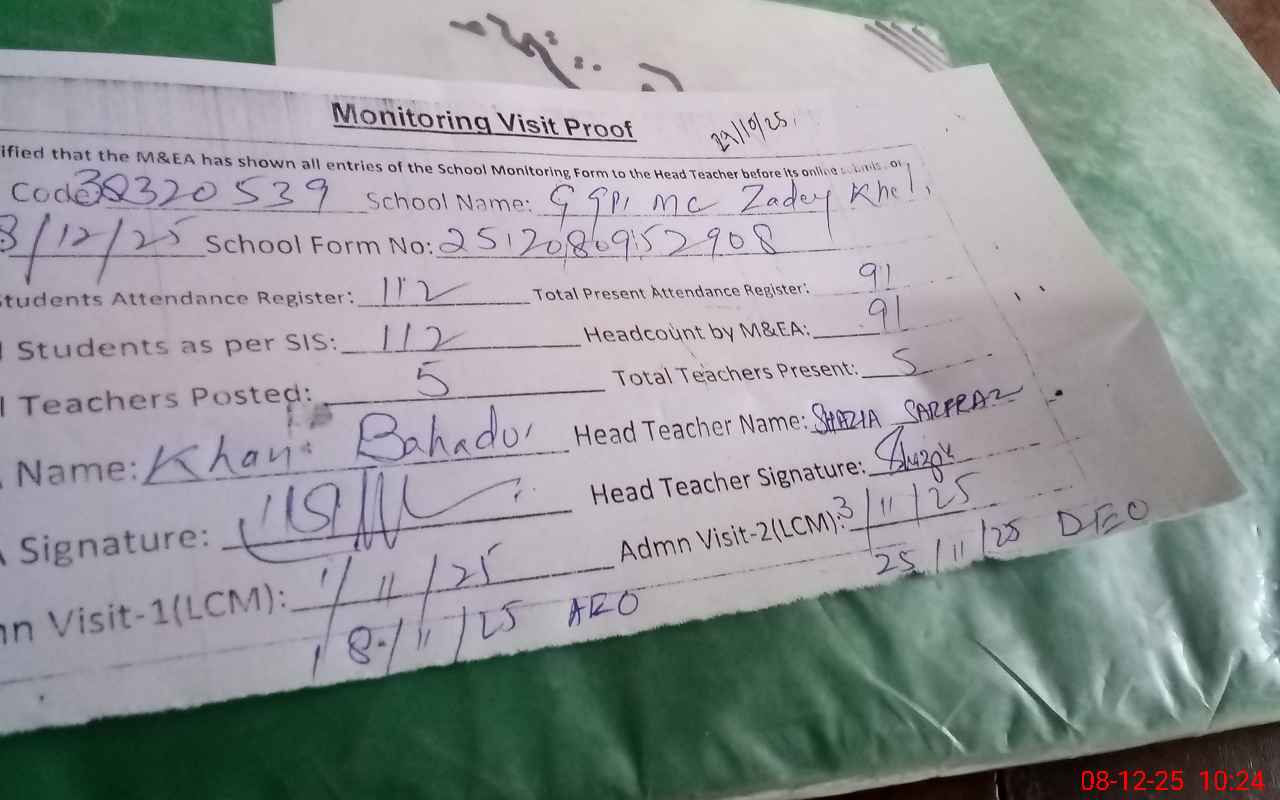 Monitoring Visit Proof
29/10/25
ified that the M&EA has shown all entries of the School Monitoring Form to the Head Teacher before its online
Code 38320539 School Name: GGPS MC Zadey Khel
8/12/25 School Form No: 25120809152908
Students Attendance Register: 112 Total Present Attendance Register: 91
l Students as per SIS: 112 Headcount by M&EA: 91
l Teachers Posted: 5 Total Teachers Present: 5
Name: Khan Bahadur Head Teacher Name: SHAZIA SARFRAZ
Signature: Head Teacher Signature:
mn Visit-1(LCM): 1/11/25 Admn Visit-2(LCM): 3/11/25
18/11/25 AEO 25/11/25 DEO
08-12-25 10:24